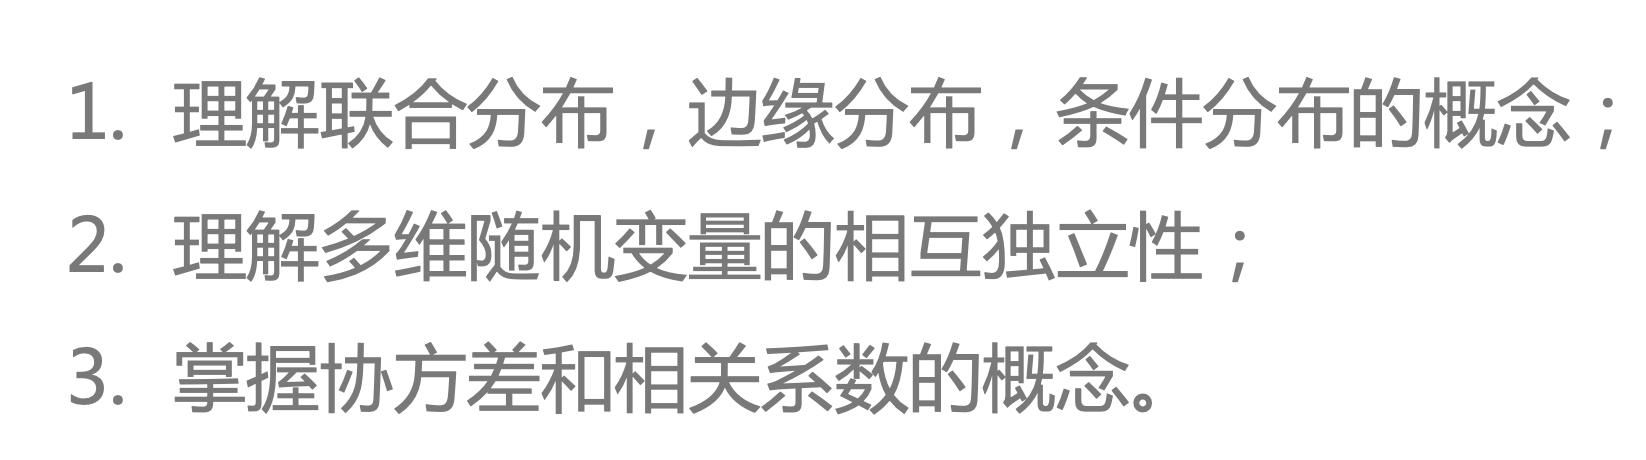 1. 理解联合分布，边缘分布，条件分布的概念；
2. 理解多维随机变量的相互独立性；
3. 掌握协方差和相关系数的概念。